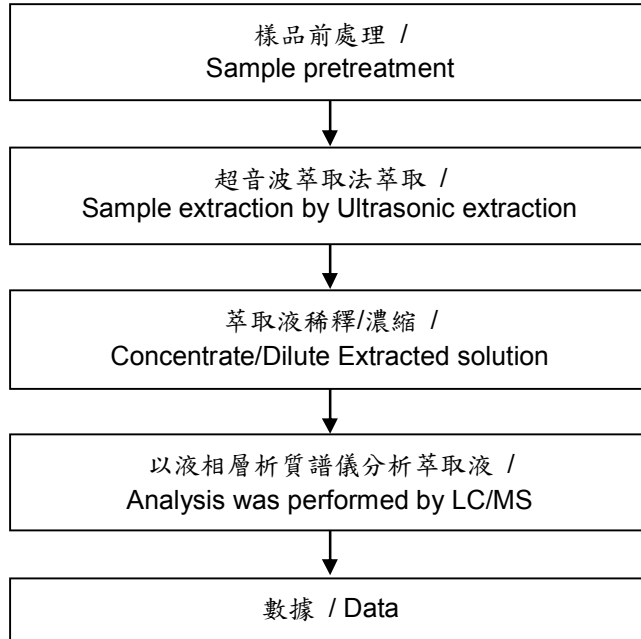 樣品前處理 /
Sample pretreatment
超音波萃取法萃取 /
Sample extraction by Ultrasonic extraction
萃取液稀釋/濃縮 /
Concentrate/Dilute Extracted solution
以液相層析質譜儀分析萃取液 /
Analysis was performed by LC/MS
數據 / Data